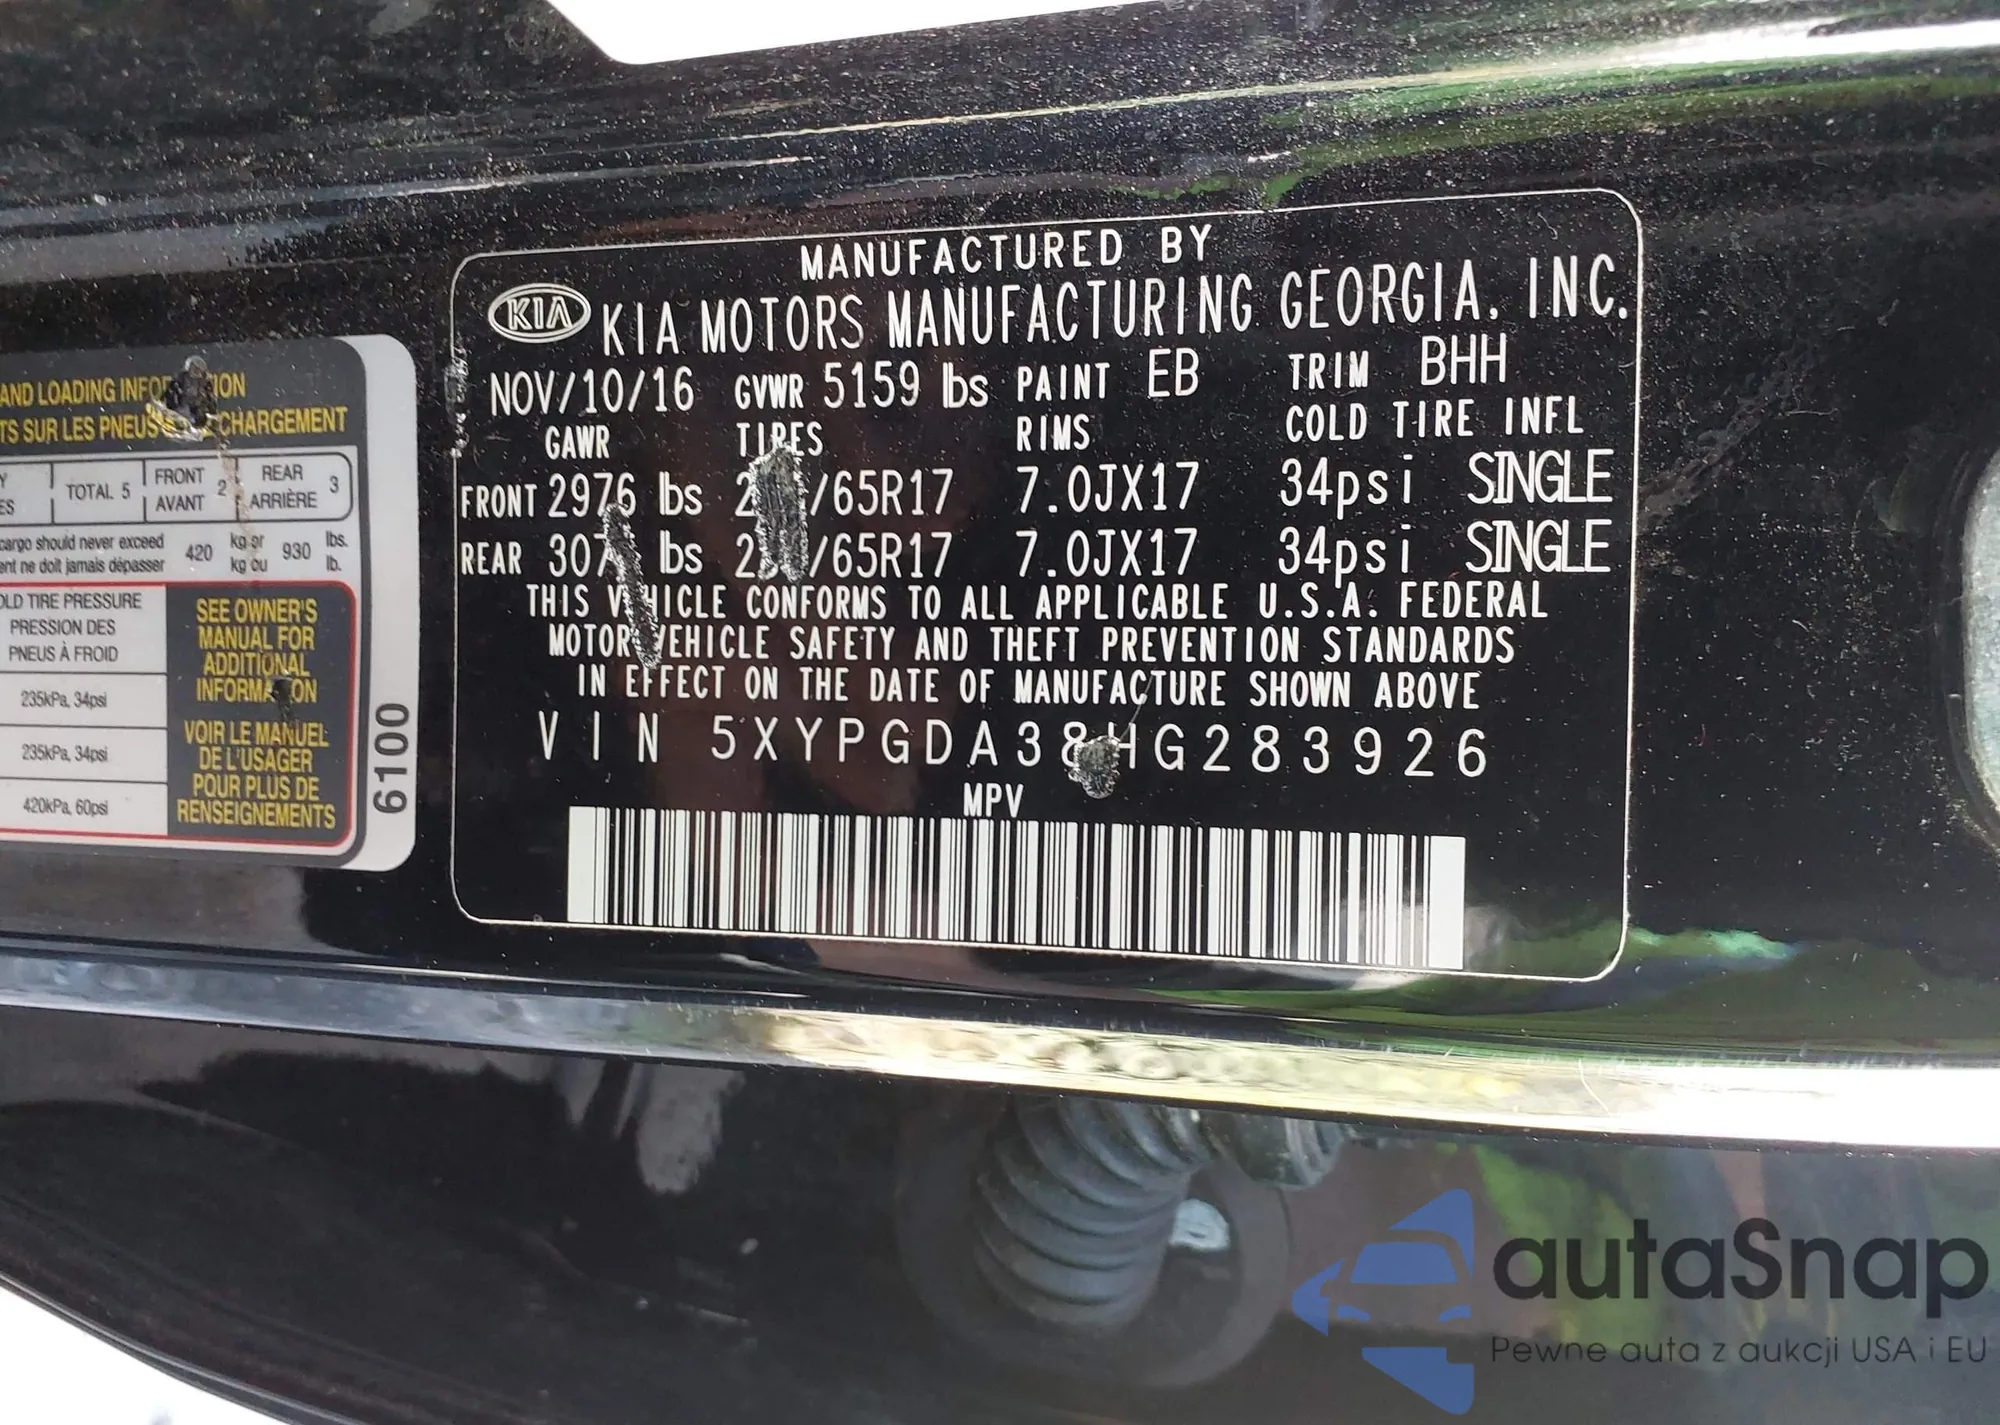 AND LOADING INFORMATION
TS SUR LES PNEUS CHARGEMENT
TOTAL 5
FRONT AVANT 2
REAR ARRIÈRE 3
cargo should never exceed
ent ne doit jamais dépasser
420 kg or kg ou 930 lbs. lb.
OLD TIRE PRESSURE
PRESSION DES
PNEUS À FROID
235kPa, 34psi
235kPa, 34psi
420kPa, 60psi
SEE OWNER'S
MANUAL FOR
ADDITIONAL
INFORMATION
VOIR LE MANUEL
DE L'USAGER
POUR PLUS DE
RENSEIGNEMENTS
6100
MANUFACTURED BY
KIA KIA MOTORS MANUFACTURING GEORGIA, INC.
NOV/10/16 GVWR 5159 lbs PAINT EB TRIM BHH
GAWR TIRES RIMS COLD TIRE INFL
FRONT 2976 lbs /65R17 7.0JX17 34psi SINGLE
REAR lbs /65R17 7.0JX17 34psi SINGLE
THIS VEHICLE CONFORMS TO ALL APPLICABLE U.S.A. FEDERAL
MOTOR VEHICLE SAFETY AND THEFT PREVENTION STANDARDS
IN EFFECT ON THE DATE OF MANUFACTURE SHOWN ABOVE
VIN 5XYPGDA38HG283926
MPV
autaSnap
Pewne auta z aukcji USA i EU